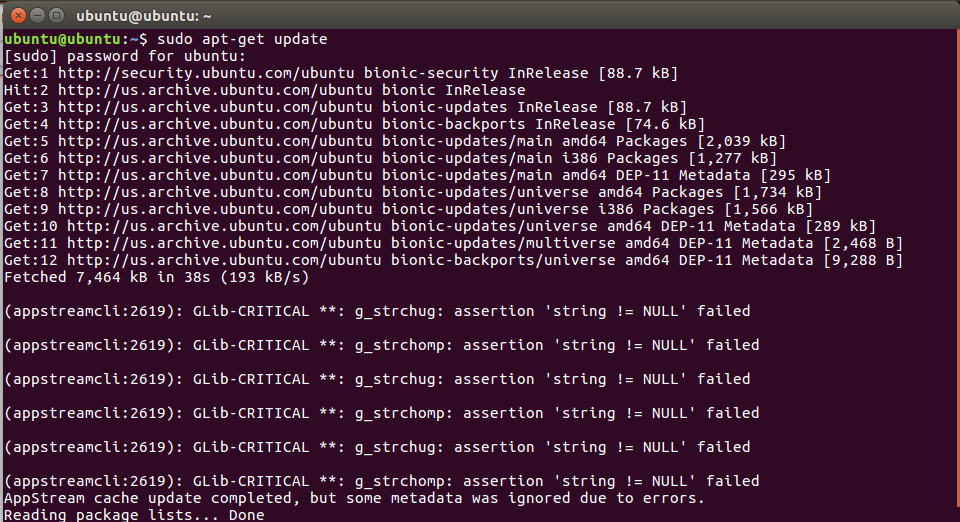 ubuntu@ubuntu: ~
ubuntu@ubuntu:~$ sudo apt-get update
[sudo] password for ubuntu:
Get:1 http://security.ubuntu.com/ubuntu bionic-security InRelease [88.7 kB]
Hit:2 http://us.archive.ubuntu.com/ubuntu bionic InRelease
Get:3 http://us.archive.ubuntu.com/ubuntu bionic-updates InRelease [88.7 kB]
Get:4 http://us.archive.ubuntu.com/ubuntu bionic-backports InRelease [74.6 kB]
Get:5 http://us.archive.ubuntu.com/ubuntu bionic-updates/main amd64 Packages [2,039 kB]
Get:6 http://us.archive.ubuntu.com/ubuntu bionic-updates/main i386 Packages [1,277 kB]
Get:7 http://us.archive.ubuntu.com/ubuntu bionic-updates/main amd64 DEP-11 Metadata [295 kB]
Get:8 http://us.archive.ubuntu.com/ubuntu bionic-updates/universe amd64 Packages [1,734 kB]
Get:9 http://us.archive.ubuntu.com/ubuntu bionic-updates/universe i386 Packages [1,566 kB]
Get:10 http://us.archive.ubuntu.com/ubuntu bionic-updates/universe amd64 DEP-11 Metadata [289 kB]
Get:11 http://us.archive.ubuntu.com/ubuntu bionic-updates/multiverse amd64 DEP-11 Metadata [2,468 B]
Get:12 http://us.archive.ubuntu.com/ubuntu bionic-backports/universe amd64 DEP-11 Metadata [9,288 B]
Fetched 7,464 kB in 38s (193 kB/s)
(appstreamcli:2619): GLib-CRITICAL **: g_strchug: assertion 'string != NULL' failed
(appstreamcli:2619): GLib-CRITICAL **: g_strchomp: assertion 'string != NULL' failed
(appstreamcli:2619): GLib-CRITICAL **: g_strchug: assertion 'string != NULL' failed
(appstreamcli:2619): GLib-CRITICAL **: g_strchomp: assertion 'string != NULL' failed
(appstreamcli:2619): GLib-CRITICAL **: g_strchug: assertion 'string != NULL' failed
(appstreamcli:2619): GLib-CRITICAL **: g_strchomp: assertion 'string != NULL' failed
AppStream cache update completed, but some metadata was ignored due to errors.
Reading package lists... Done